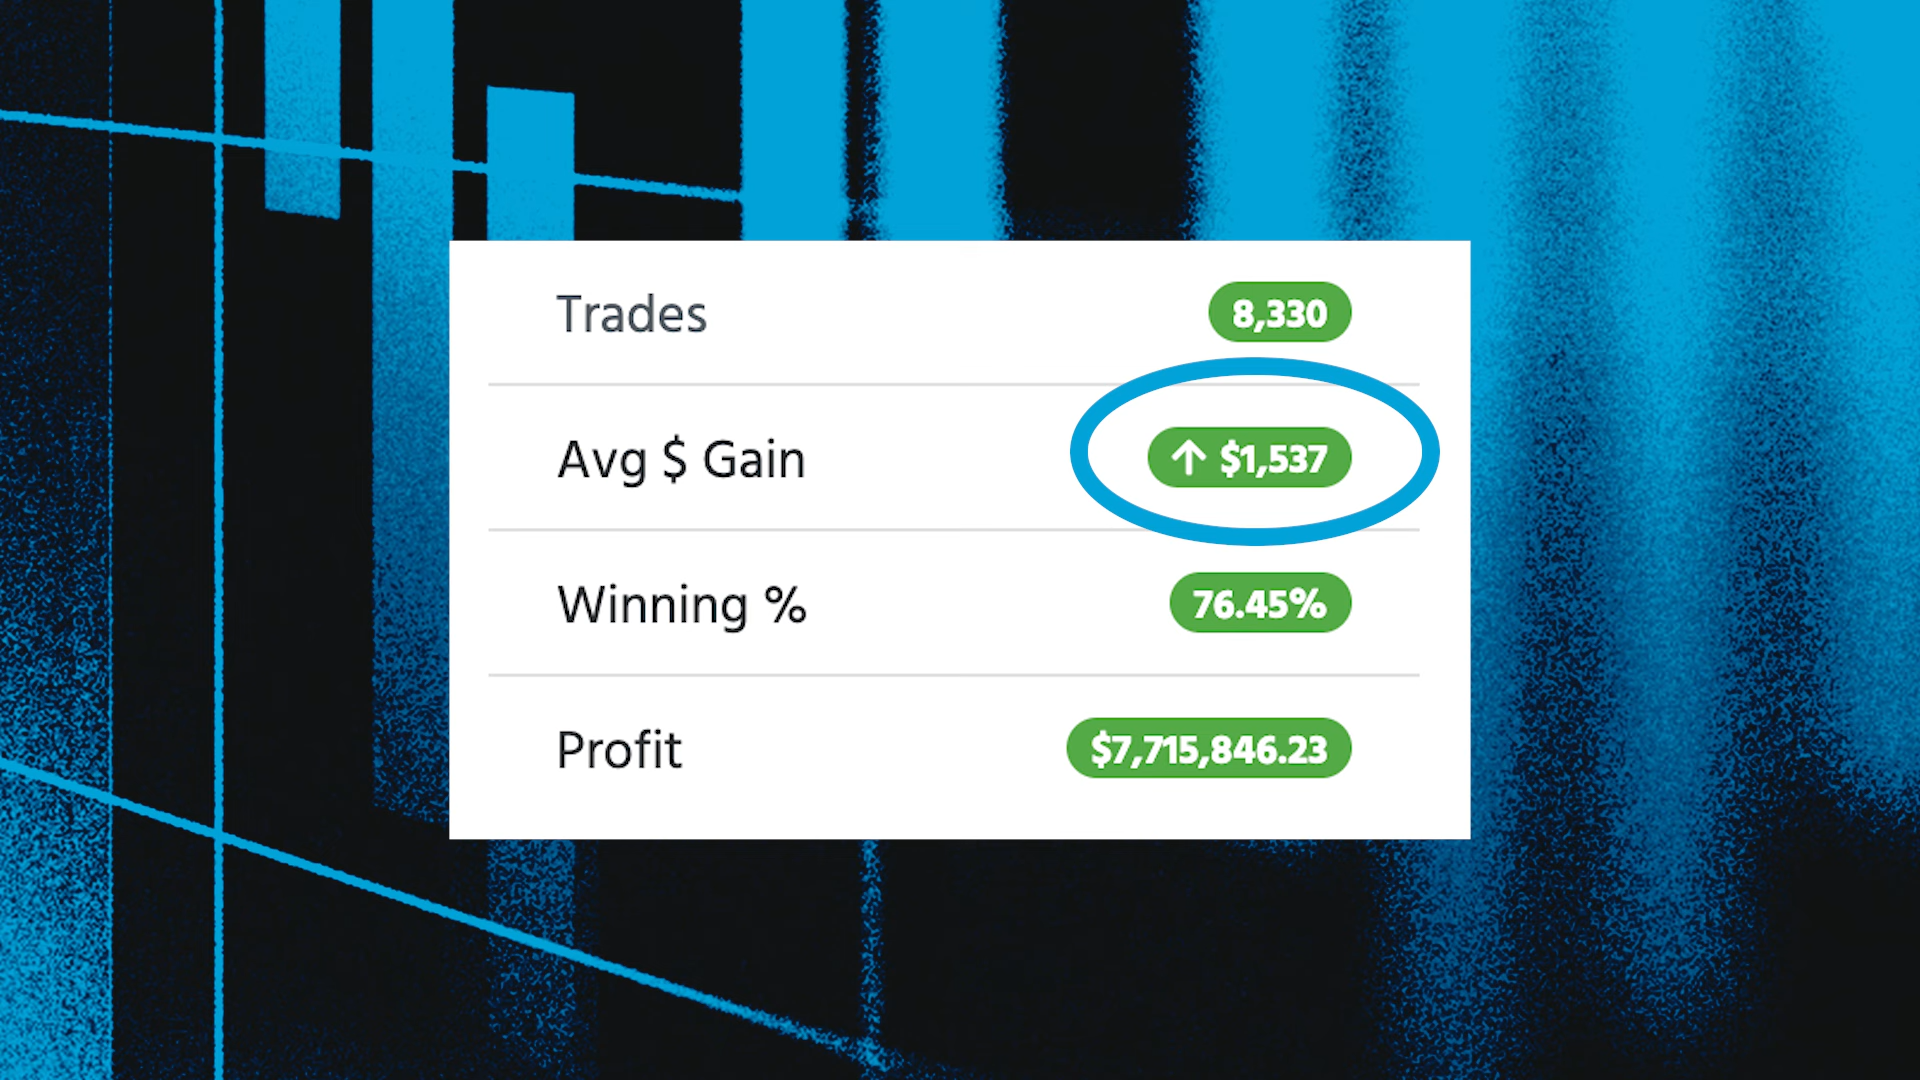 Trades 8,330
Avg $ Gain ↑ $1,537
Winning % 76.45%
Profit $7,715,846.23